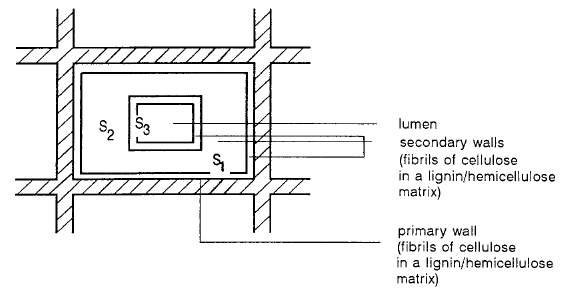 S2
S3
S1
lumen
secondary walls
(fibrils of cellulose
in a lignin/hemicellulose
matrix)
primary wall
(fibrils of cellulose
in a lignin/hemicellulose
matrix)